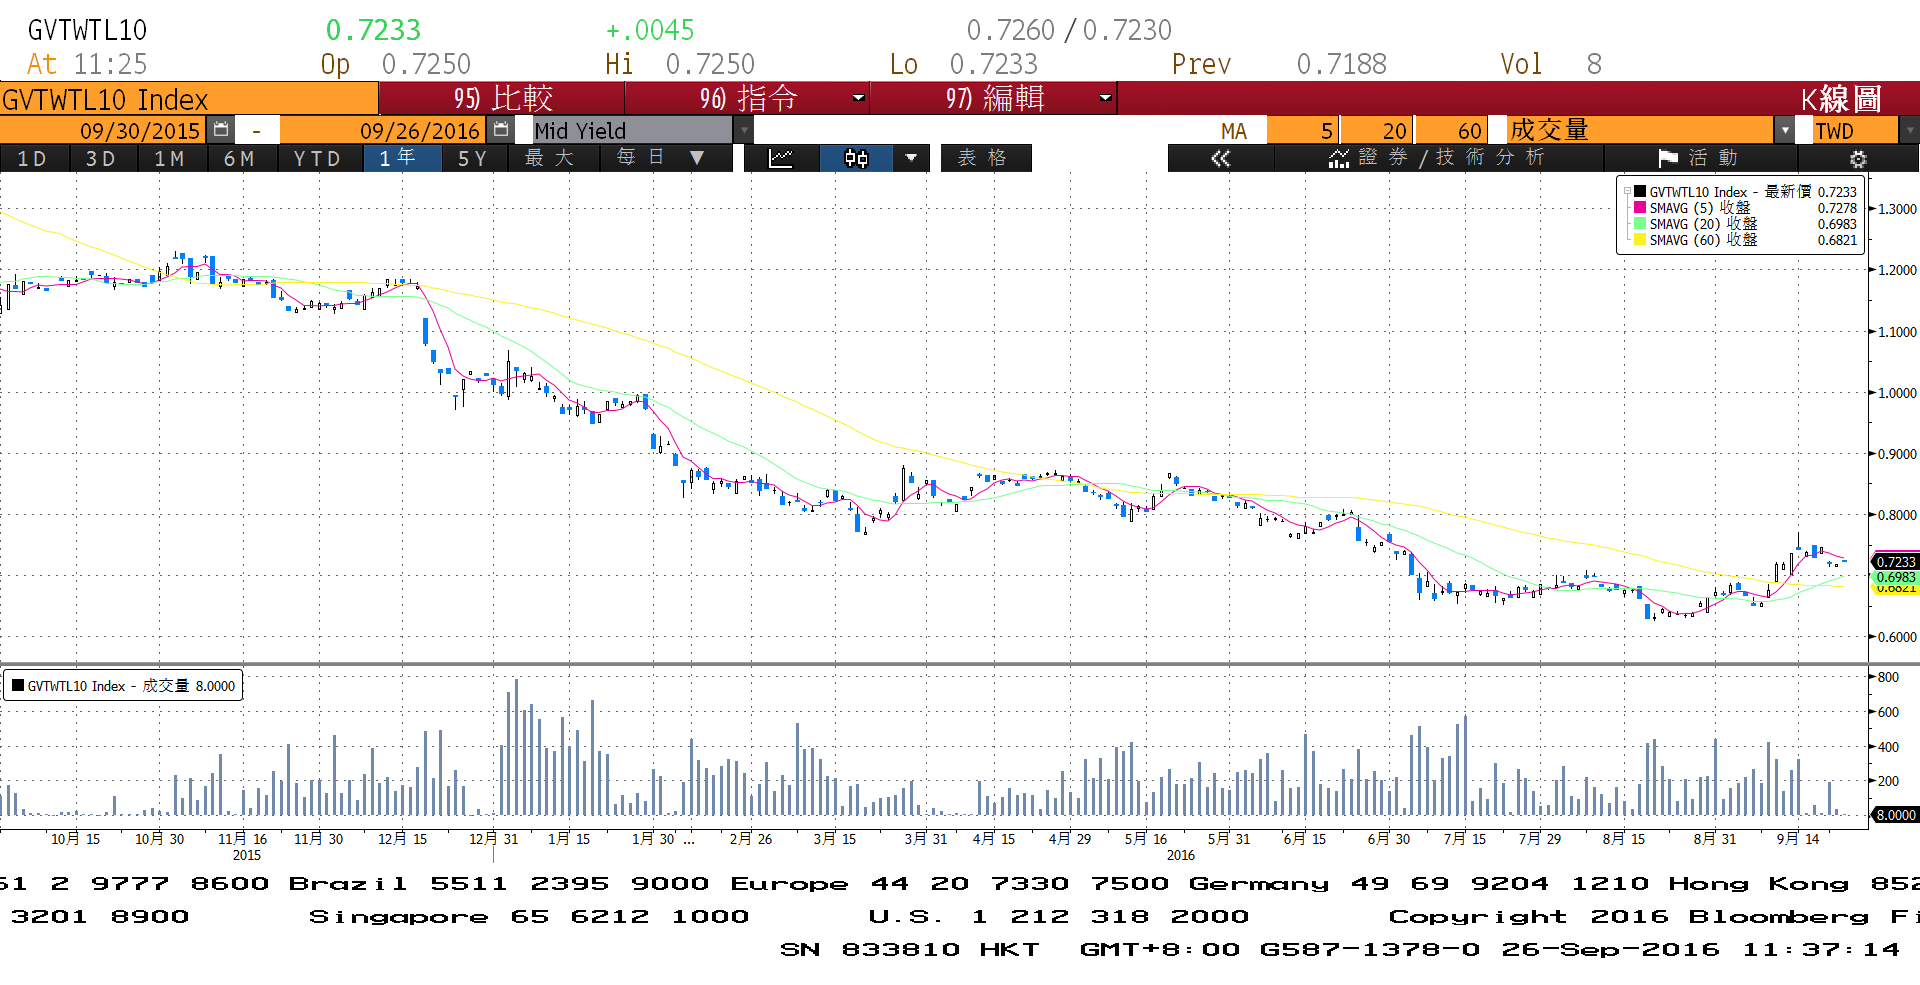 GVTWTL10 0.7233 +.0045 0.7260 / 0.7230
At 11:25 Op 0.7250 Hi 0.7250 Lo 0.7233 Prev 0.7188 Vol 8
GVTWTL10 Index 95) 比較 96) 指令 97) 編輯 K線圖
09/30/2015 - 09/26/2016 Mid Yield MA 5 20 60 成交量 TWD
1D 3D 1M 6M YTD 1年 5Y 最大 每日 ▼ 表格 « 證券/技術分析 活動
GVTWTL10 Index - 最新價 0.7233
SMAVG (5) 收盤 0.7278
SMAVG (20) 收盤 0.6983
SMAVG (60) 收盤 0.6821
1.3000
1.2000
1.1000
1.0000
0.9000
0.8000
0.7233
0.6983
0.6821
0.6000
GVTWTL10 Index - 成交量 8.0000
800
600
400
200
8.0000
10月 15 10月 30 11月 16 11月 30 12月 15 12月 31 1月 15 1月 30 ... 2月 26 3月 15 3月 31 4月 15 4月 29 5月 16 5月 31 6月 15 6月 30 7月 15 7月 29 8月 15 8月 31 9月 14
2015 2016
61 2 9777 8600 Brazil 5511 2395 9000 Europe 44 20 7330 7500 Germany 49 69 9204 1210 Hong Kong 852
3201 8900 Singapore 65 6212 1000 U.S. 1 212 318 2000 Copyright 2016 Bloomberg Fi
SN 833810 HKT GMT+8:00 G587-1378-0 26-Sep-2016 11:37:14